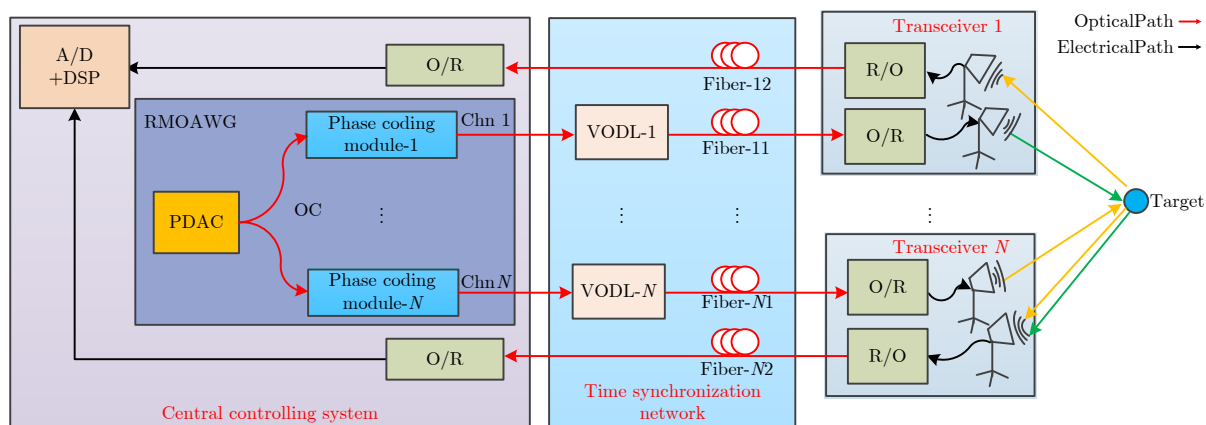 OpticalPath
ElectricalPath
A/D
+DSP
O/R
Fiber-12
Transceiver 1
R/O
RMOAWG
Phase coding
module-1
Chn 1
VODL-1
Fiber-11
O/R
PDAC
OC
⋮
⋮
⋮
⋮
Target
Phase coding
module-N
Chn N
VODL-N
Fiber-N1
Transceiver N
O/R
O/R
Fiber-N2
R/O
Central controlling system
Time synchronization
network